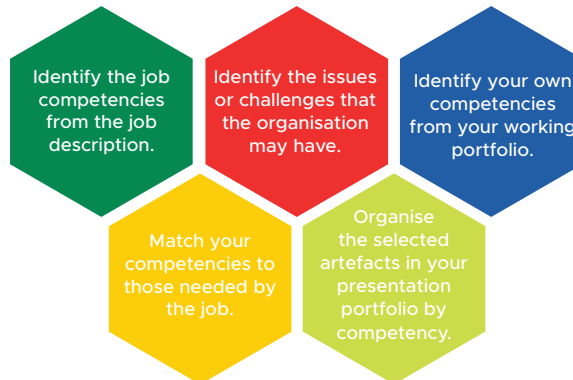 Identify the job
competencies
from the job
description.
Identify the issues
or challenges that
the organisation
may have.
Identify your own
competencies
from your working
portfolio.
Match your
competencies to
those needed by
the job.
Organise
the selected
artefacts in your
presentation
portfolio by
competency.